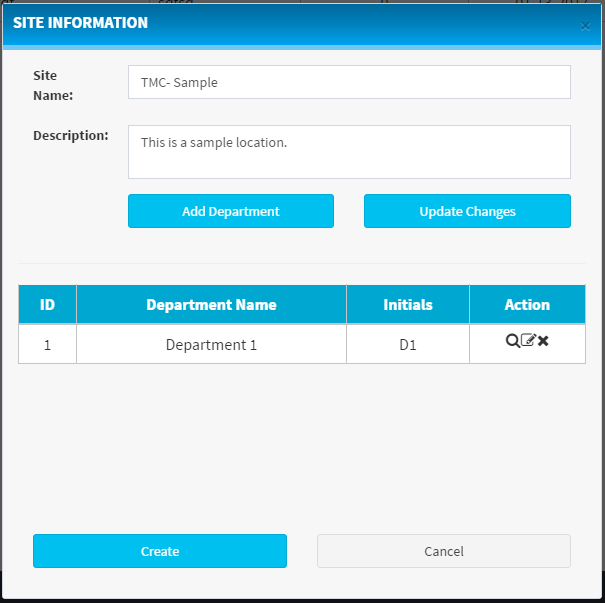 SITE INFORMATION
Site
Name:
TMC- Sample
Description:
This is a sample location.
Add Department
Update Changes
ID
Department Name
Initials
Action
1
Department 1
D1
Create
Cancel